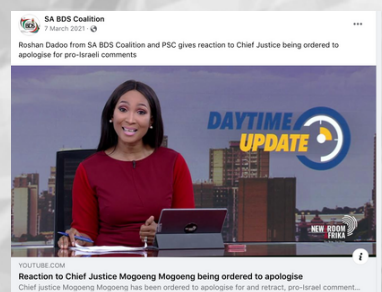 SA BDS Coalition
7 March 2021 ·
Roshan Dadoo from SA BDS Coalition and PSC gives reaction to Chief Justice being ordered to
apologise for pro-Israeli comments
DAYTIME
UPDATE
NEWZROOM
AFRIKA
YOUTUBE.COM
Reaction to Chief Justice Mogoeng Mogoeng being ordered to apologise
Chief justice Mogoeng Mogoeng has been ordered to apologise for and retract, pro-Israel comment...